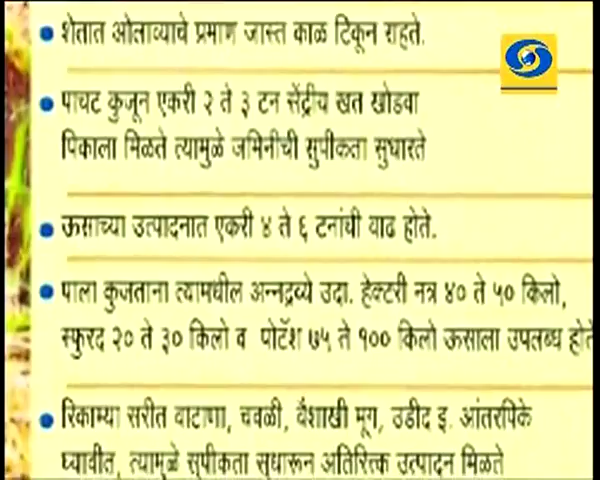 शेतात ओलाव्याचे प्रमाण जास्त काळ टिकून राहते.
पाचट कुजून एकरी २ ते ३ टन सेंद्रीय खत खोडवा
पिकाला मिळते त्यामुळे जमिनीची सुपीकता सुधारते
ऊसाच्या उत्पादनात एकरी ४ ते ६ टनांची वाढ होते.
पाला कुजताना त्यामधील अन्नद्रव्ये उदा. हेक्टरी नत्र ४० ते ५० किलो,
स्फुरद २० ते ३० किलो व पोटॅश ७५ ते १०० किलो ऊसाला उपलब्ध होते
रिकाम्या सरीत वाटाणा, चवळी, वैशाखी मूग, उडीद इ. आंतरपिके
घ्यावीत, त्यामुळे सुपीकता सुधारून अतिरिक्त उत्पादन मिळते